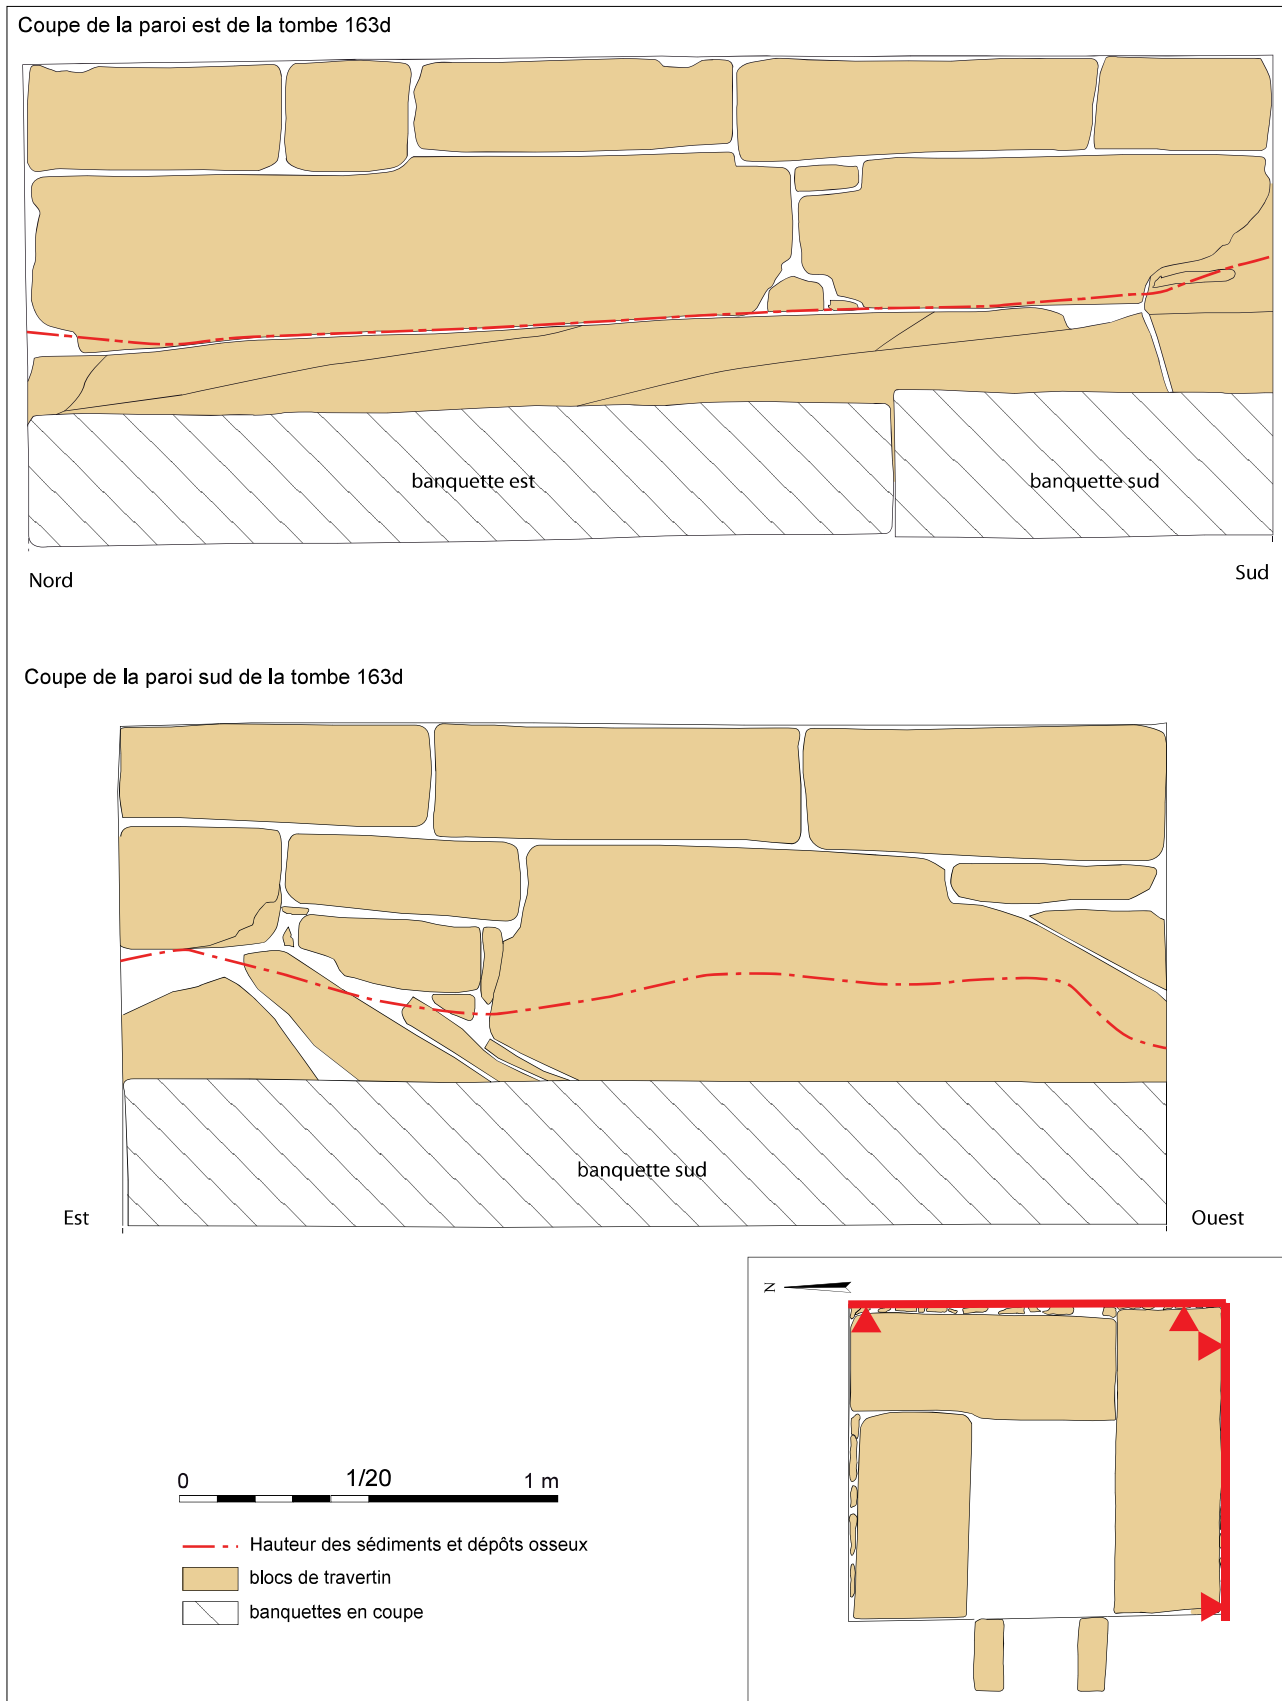 Coupe de la paroi est de la tombe 163d
banquette est
banquette sud
Nord
Sud
Coupe de la paroi sud de la tombe 163d
banquette sud
Est
Ouest
N
0 1/20 1 m
Hauteur des sédiments et dépôts osseux
blocs de travertin
banquettes en coupe